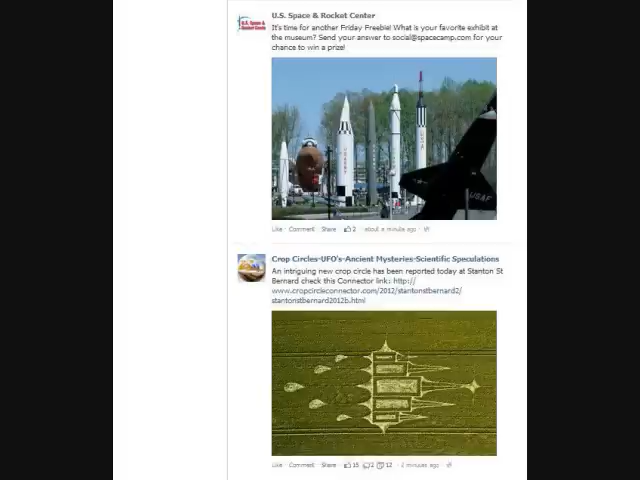 U.S. Space & Rocket Center
It's time for another Friday Freebie! What is your favorite exhibit at
the museum? Send your answer to social@spacecamp.com for your
chance to win a prize!
USAF
Like · Comment · Share · 2 · about a minute ago ·
Crop Circles-UFO's-Ancient Mysteries-Scientific Speculations
An intriguing new crop circle has been reported today at Stanton St
Bernard check this Connector link: http://
www.cropcircleconnector.com/2012/stantonstbernard2/
stantonstbernard2012b.html
Like · Comment · Share · 15 2 12 · 2 minutes ago ·